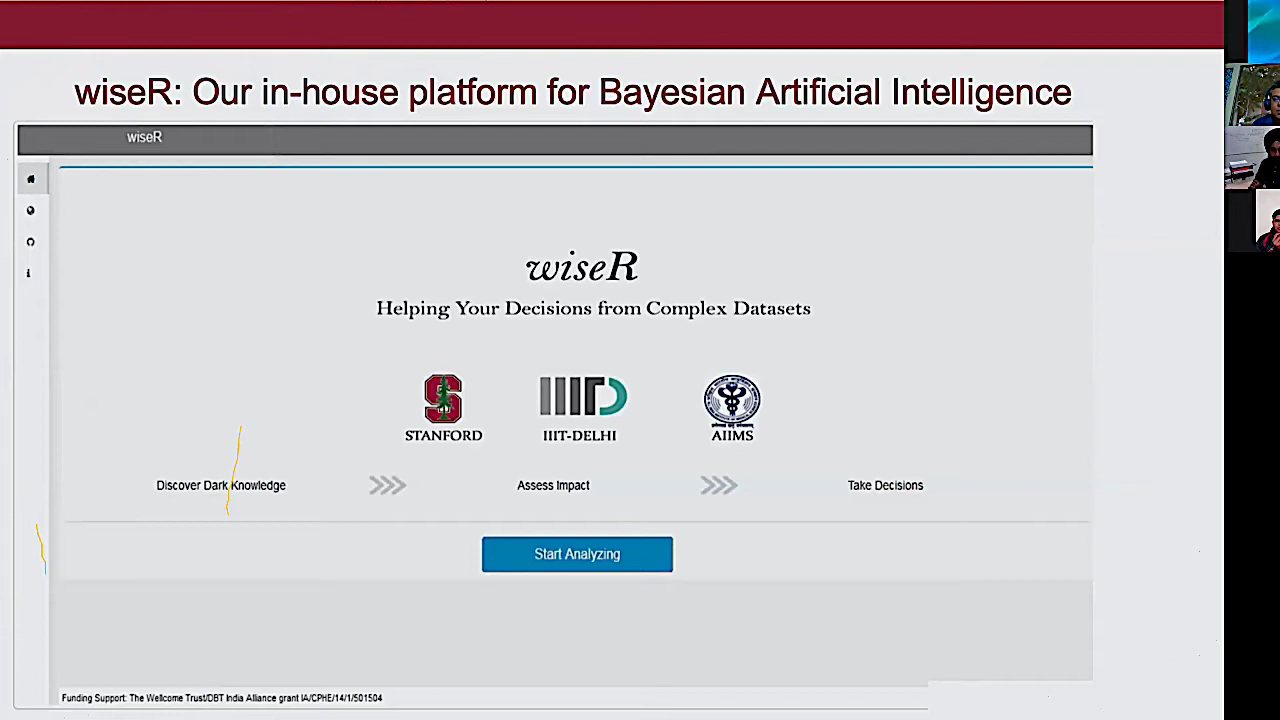 wiseR: Our in-house platform for Bayesian Artificial Intelligence
wiseR
wiseR
Helping Your Decisions from Complex Datasets
STANFORD IIIT-DELHI AIIMS
Discover Dark Knowledge Assess Impact Take Decisions
Start Analyzing
Funding Support: The Wellcome Trust/DBT India Alliance grant IA/CPHE/14/1/501504